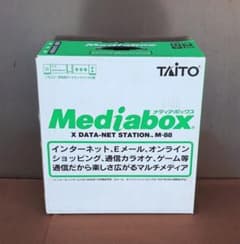 TAITO
メディア・ボックス
Mediabox
X DATA-NET STATION. M-88
インターネット、Eメール、オンライン
ショッピング、通信カラオケ、ゲーム等
通信だから楽しさ広がるマルチメディア